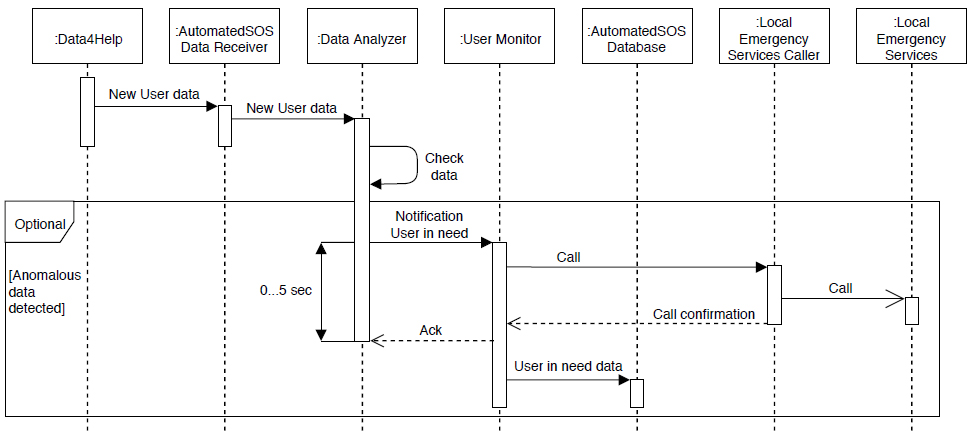 :Data4Help
:AutomatedSOS
Data Receiver
:Data Analyzer
:User Monitor
:AutomatedSOS
Database
:Local
Emergency
Services Caller
:Local
Emergency
Services
New User data
New User data
Check
data
Optional
Notification
User in need
[Anomalous
data
detected]
Call
0...5 sec
Call
Call confirmation
Ack
User in need data